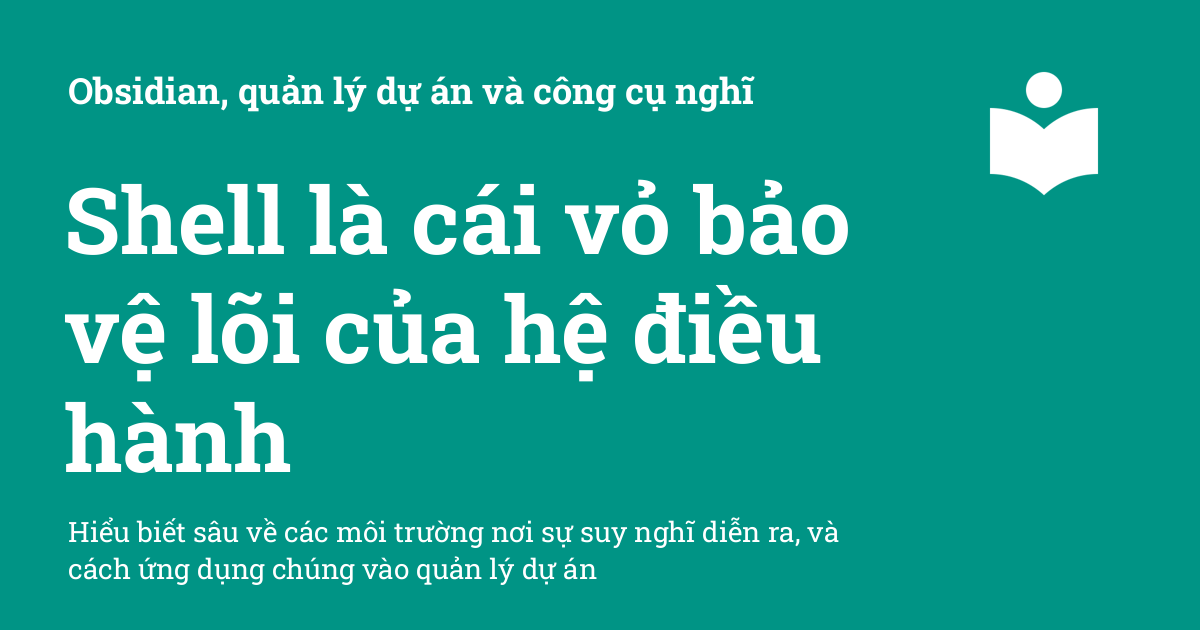 Obsidian, quản lý dự án và công cụ nghĩ
Shell là cái vỏ bảo
vệ lõi của hệ điều
hành
Hiểu biết sâu về các môi trường nơi sự suy nghĩ diễn ra, và
cách ứng dụng chúng vào quản lý dự án